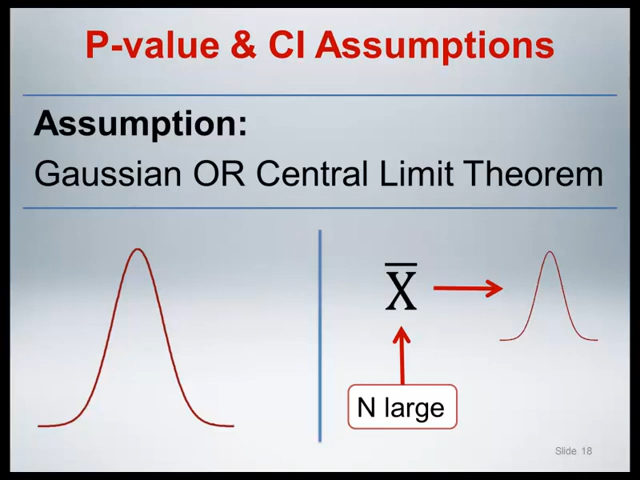 P-value & CI Assumptions
Assumption:
Gaussian OR Central Limit Theorem
X̅
N large
Slide 18